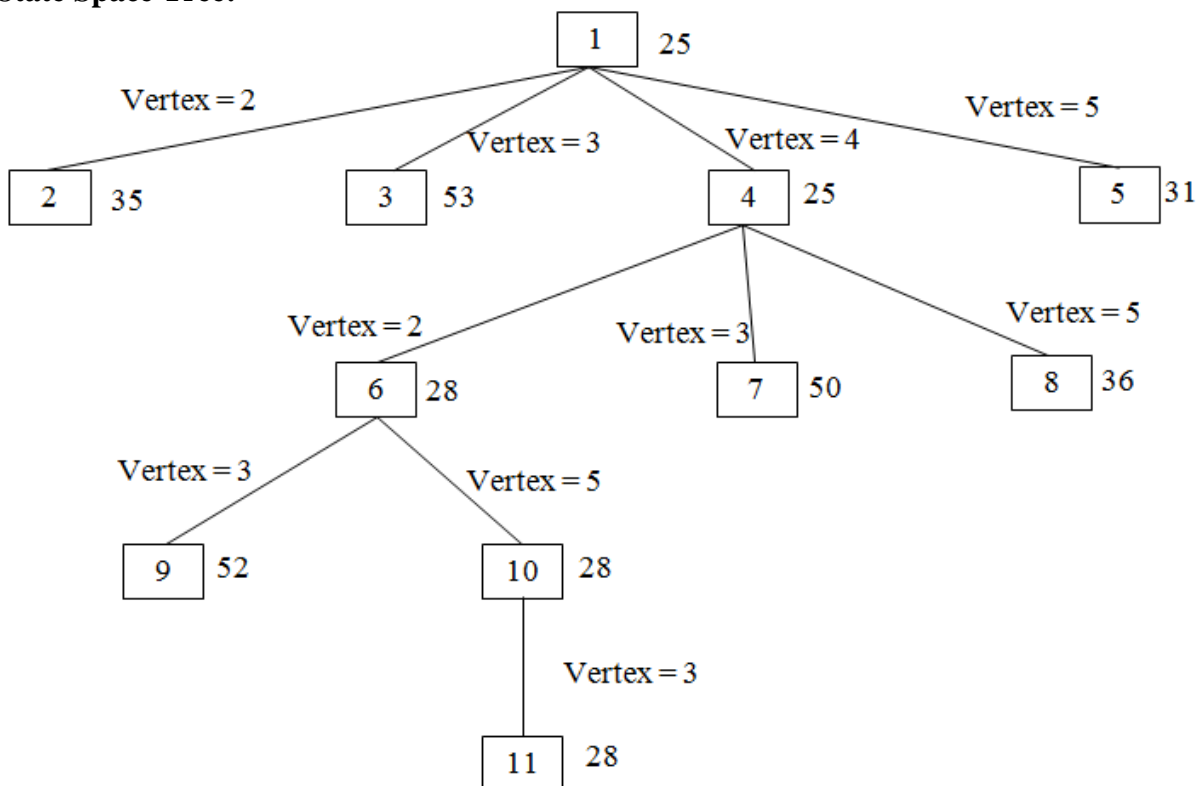 State Space Tree:
1 25
Vertex = 2 Vertex = 3 Vertex = 4 Vertex = 5
2 35 3 53 4 25 5 31
Vertex = 2 Vertex = 3 Vertex = 5
6 28 7 50 8 36
Vertex = 3 Vertex = 5
9 52 10 28
Vertex = 3
11 28